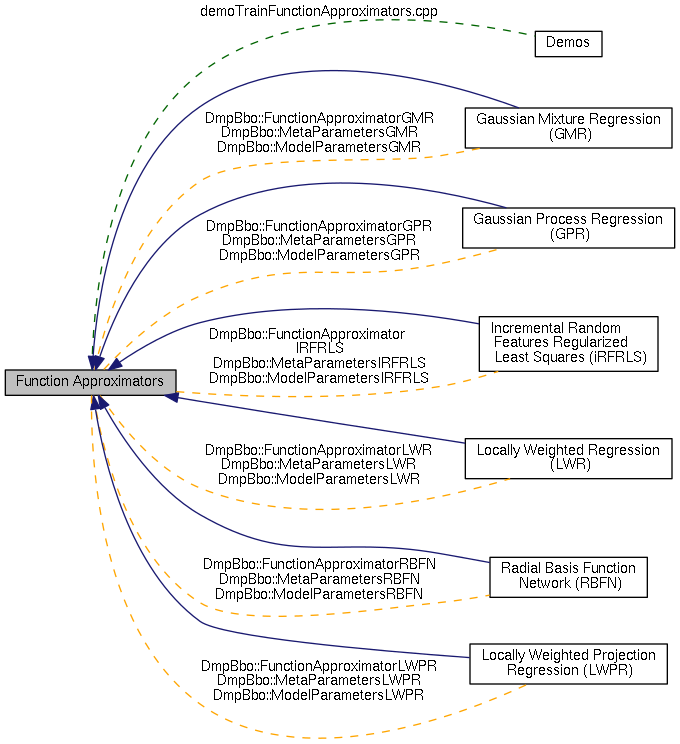 demoTrainFunctionApproximators.cpp
Demos
DmpBbo::FunctionApproximatorGMR
DmpBbo::MetaParametersGMR
DmpBbo::ModelParametersGMR
Gaussian Mixture Regression
(GMR)
DmpBbo::FunctionApproximatorGPR
DmpBbo::MetaParametersGPR
DmpBbo::ModelParametersGPR
Gaussian Process Regression
(GPR)
DmpBbo::FunctionApproximator
IRFRLS
DmpBbo::MetaParametersIRFRLS
DmpBbo::ModelParametersIRFRLS
Incremental Random
Features Regularized
Least Squares (iRFRLS)
Function Approximators
DmpBbo::FunctionApproximatorLWR
DmpBbo::MetaParametersLWR
DmpBbo::ModelParametersLWR
Locally Weighted Regression
(LWR)
DmpBbo::FunctionApproximatorRBFN
DmpBbo::MetaParametersRBFN
DmpBbo::ModelParametersRBFN
Radial Basis Function
Network (RBFN)
DmpBbo::FunctionApproximatorLWPR
DmpBbo::MetaParametersLWPR
DmpBbo::ModelParametersLWPR
Locally Weighted Projection
Regression (LWPR)